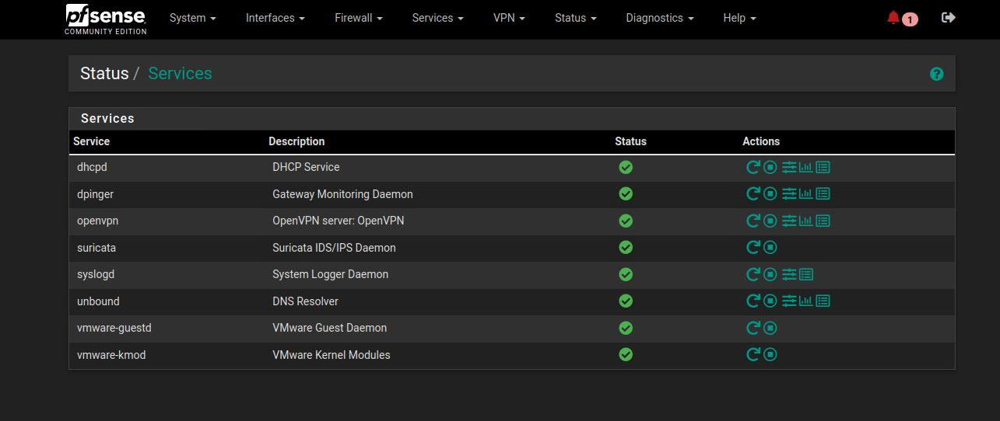 pfsense
COMMUNITY EDITION
System Interfaces Firewall Services VPN Status Diagnostics Help 1
Status / Services
Services
Service Description Status Actions
dhcpd DHCP Service
dpinger Gateway Monitoring Daemon
openvpn OpenVPN server: OpenVPN
suricata Suricata IDS/IPS Daemon
syslogd System Logger Daemon
unbound DNS Resolver
vmware-guestd VMware Guest Daemon
vmware-kmod VMware Kernel Modules